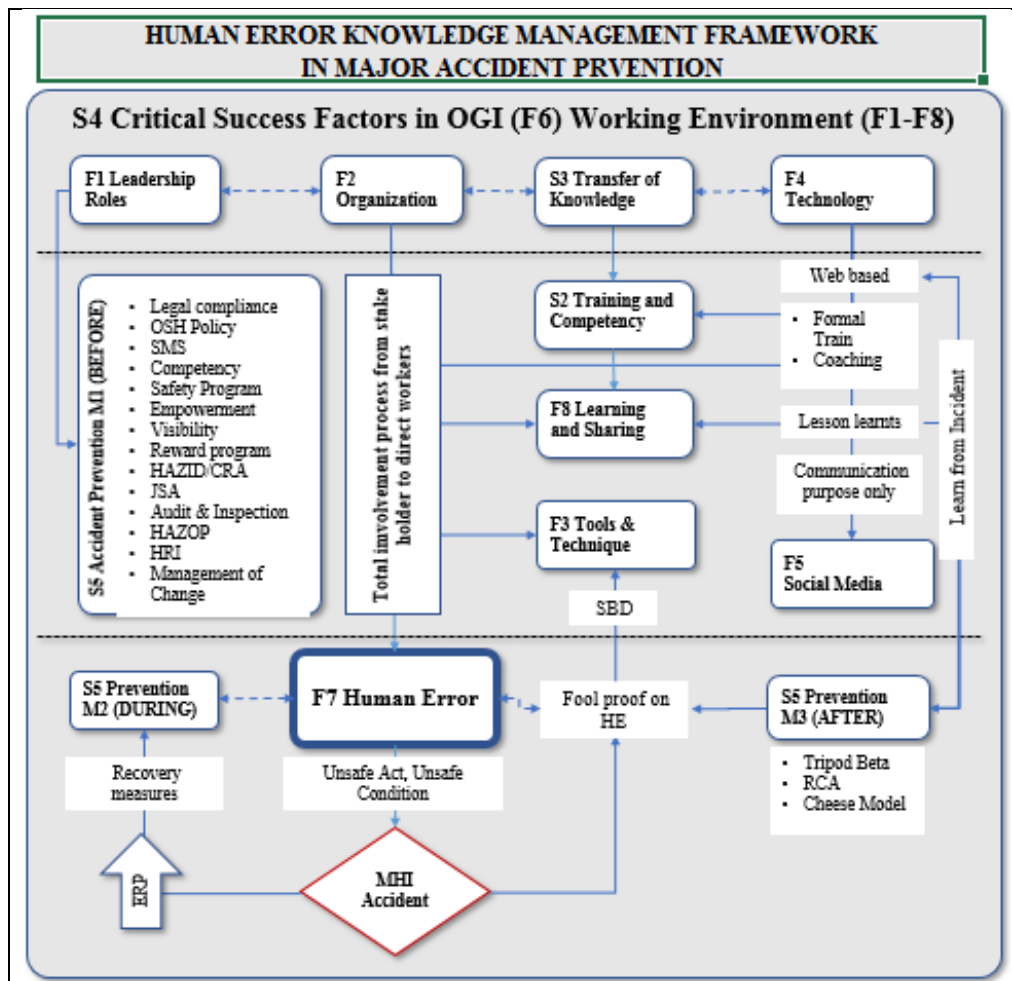 HUMAN ERROR KNOWLEDGE MANAGEMENT FRAMEWORK
IN MAJOR ACCIDENT PRVENTION
S4 Critical Success Factors in OGI (F6) Working Environment (F1-F8)
F1 Leadership
Roles
F2
Organization
S3 Transfer of
Knowledge
F4
Technology
S5 Accident Prevention M1 (BEFORE)
• Legal compliance
• OSH Policy
• SMS
• Competency
• Safety Program
• Empowerment
• Visibility
• Reward program
• HAZID/CRA
• JSA
• Audit & Inspection
• HAZOP
• HRI
• Management of
Change
Total involvement process from stake
holder to direct workers
S2 Training and
Competency
F8 Learning
and Sharing
F3 Tools &
Technique
SBD
Web based
• Formal
Train
• Coaching
Lesson learnts
Communication
purpose only
F5
Social Media
Learn from Incident
S5 Prevention
M2 (DURING)
F7 Human Error
Fool proof on
HE
S5 Prevention
M3 (AFTER)
Recovery
measures
Unsafe Act, Unsafe
Condition
• Tripod Beta
• RCA
• Cheese Model
ERP
MHI
Accident